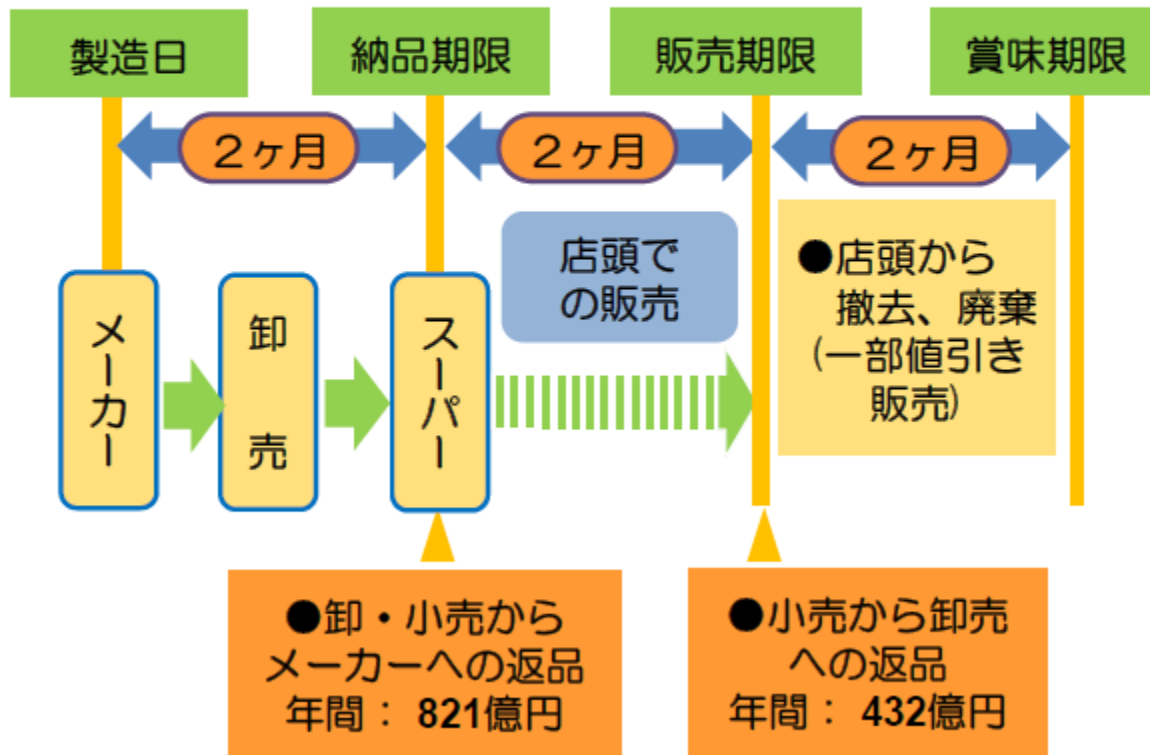 製造日
納品期限
販売期限
賞味期限
２ヶ月
２ヶ月
２ヶ月
メーカー
卸売
スーパー
店頭で
の販売
●店頭から
撤去、廃棄
(一部値引き
販売)
●卸・小売から
メーカーへの返品
年間： 821億円
●小売から卸売
への返品
年間： 432億円